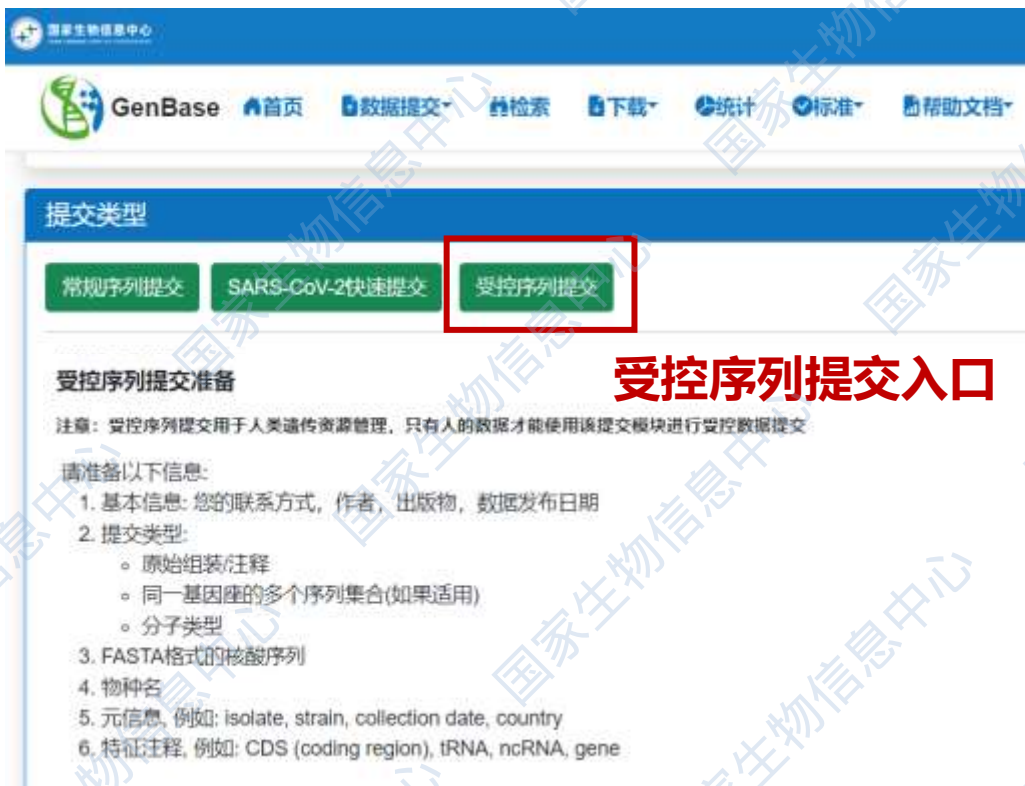 国家生物信息中心
GenBase 首页 数据提交 检索 下载 统计 标准 帮助文档
提交类型
常规序列提交 SARS-CoV-2快速提交 受控序列提交
受控序列提交入口
受控序列提交准备
注意：受控序列提交用于人类遗传资源管理，只有人的数据才能使用该提交模块进行受控数据提交
请准备以下信息:
1. 基本信息: 您的联系方式，作者，出版物，数据发布日期
2. 提交类型:
原始组装/注释
同一基因座的多个序列集合(如果适用)
分子类型
3. FASTA格式的核酸序列
4. 物种名
5. 元信息, 例如: isolate, strain, collection date, country
6. 特征注释, 例如: CDS (coding region), tRNA, ncRNA, gene